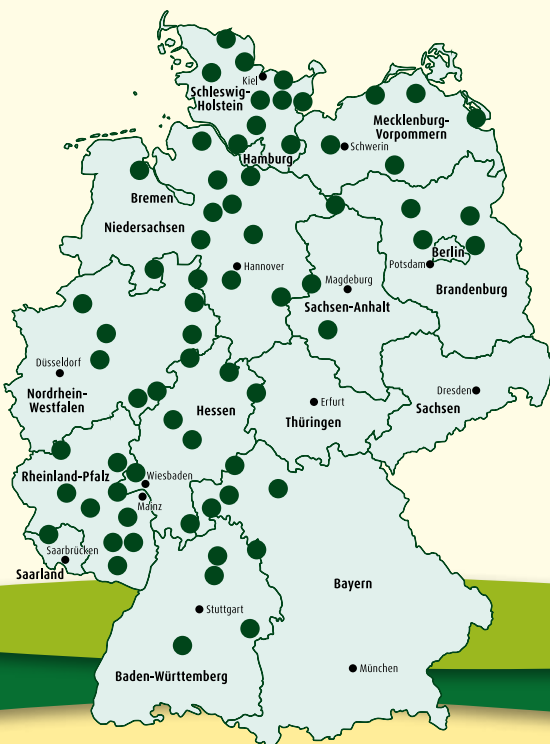 Kiel
Schleswig-
Holstein
Mecklenburg-
Vorpommern
Schwerin
Hamburg
Bremen
Niedersachsen
Hannover
Berlin
Potsdam
Magdeburg
Brandenburg
Sachsen-Anhalt
Düsseldorf
Nordrhein-
Westfalen
Hessen
Erfurt
Thüringen
Dresden
Sachsen
Rheinland-Pfalz
Wiesbaden
Mainz
Saarbrücken
Saarland
Bayern
Stuttgart
Baden-Württemberg
München